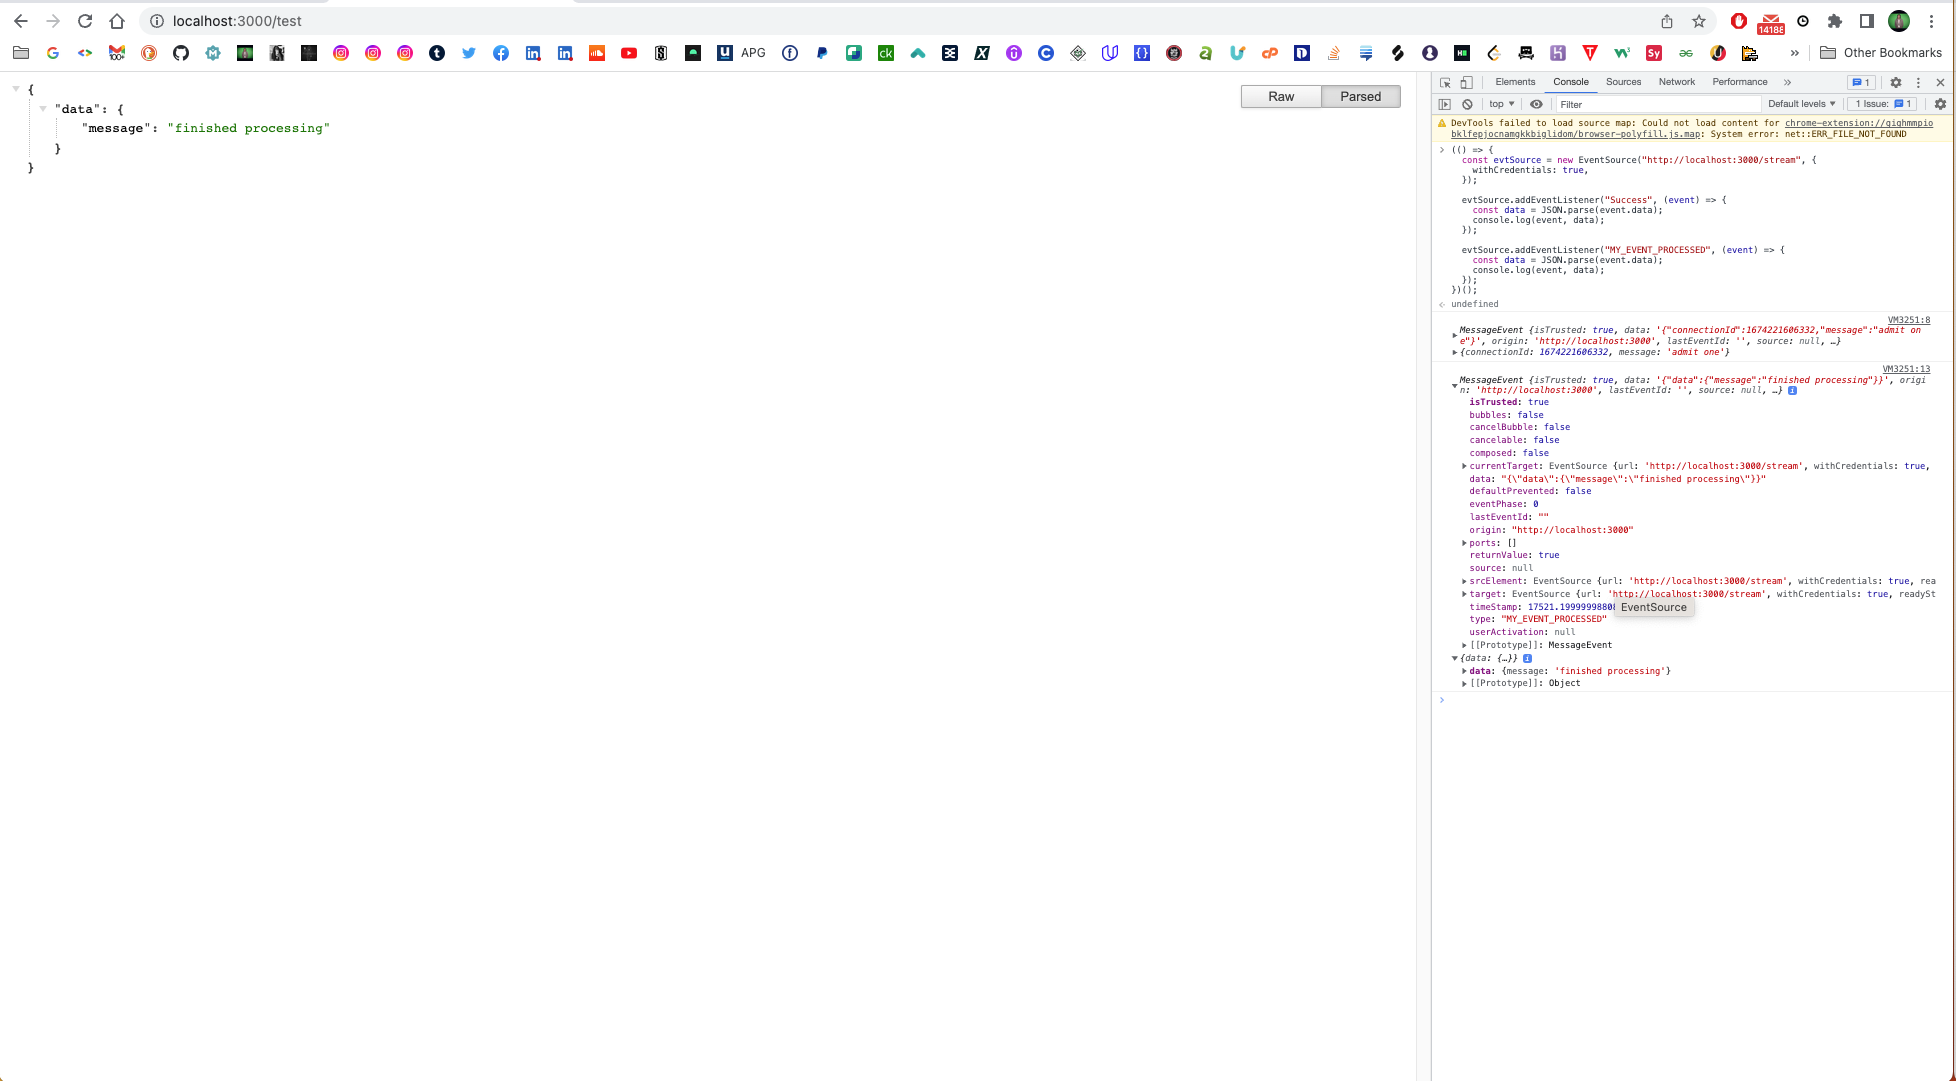 localhost:3000/test
14188
100+
APG
Other Bookmarks
{
"data": {
"message": "finished processing"
}
}
Raw
Parsed
Elements
Console
Sources
Network
Performance
1
top
Filter
Default levels
1 Issue:
1
DevTools failed to load source map: Could not load content for chrome-extension://gighmmpio
bklfepjocnamgkkbiglidom/browser-polyfill.js.map: System error: net::ERR_FILE_NOT_FOUND
(() => {
const evtSource = new EventSource("http://localhost:3000/stream", {
withCredentials: true,
});
evtSource.addEventListener("Success", (event) => {
const data = JSON.parse(event.data);
console.log(event, data);
});
evtSource.addEventListener("MY_EVENT_PROCESSED", (event) => {
const data = JSON.parse(event.data);
console.log(event, data);
});
})();
undefined
VM3251:8
MessageEvent {isTrusted: true, data: '{"connectionId":1674221606332,"message":"admit on
e"}', origin: 'http://localhost:3000', lastEventId: '', source: null, …}
{connectionId: 1674221606332, message: 'admit one'}
VM3251:13
MessageEvent {isTrusted: true, data: '{"data":{"message":"finished processing"}}', origi
n: 'http://localhost:3000', lastEventId: '', source: null, …}
isTrusted: true
bubbles: false
cancelBubble: false
cancelable: false
composed: false
currentTarget: EventSource {url: 'http://localhost:3000/stream', withCredentials: true,
data: "{\"data\":{\"message\":\"finished processing\"}}"
defaultPrevented: false
eventPhase: 0
lastEventId: ""
origin: "http://localhost:3000"
ports: []
returnValue: true
source: null
srcElement: EventSource {url: 'http://localhost:3000/stream', withCredentials: true, rea
target: EventSource {url: 'http://localhost:3000/stream', withCredentials: true, readySt
timeStamp: 17521.19999998808
EventSource
type: "MY_EVENT_PROCESSED"
userActivation: null
[[Prototype]]: MessageEvent
{data: {…}}
data: {message: 'finished processing'}
[[Prototype]]: Object